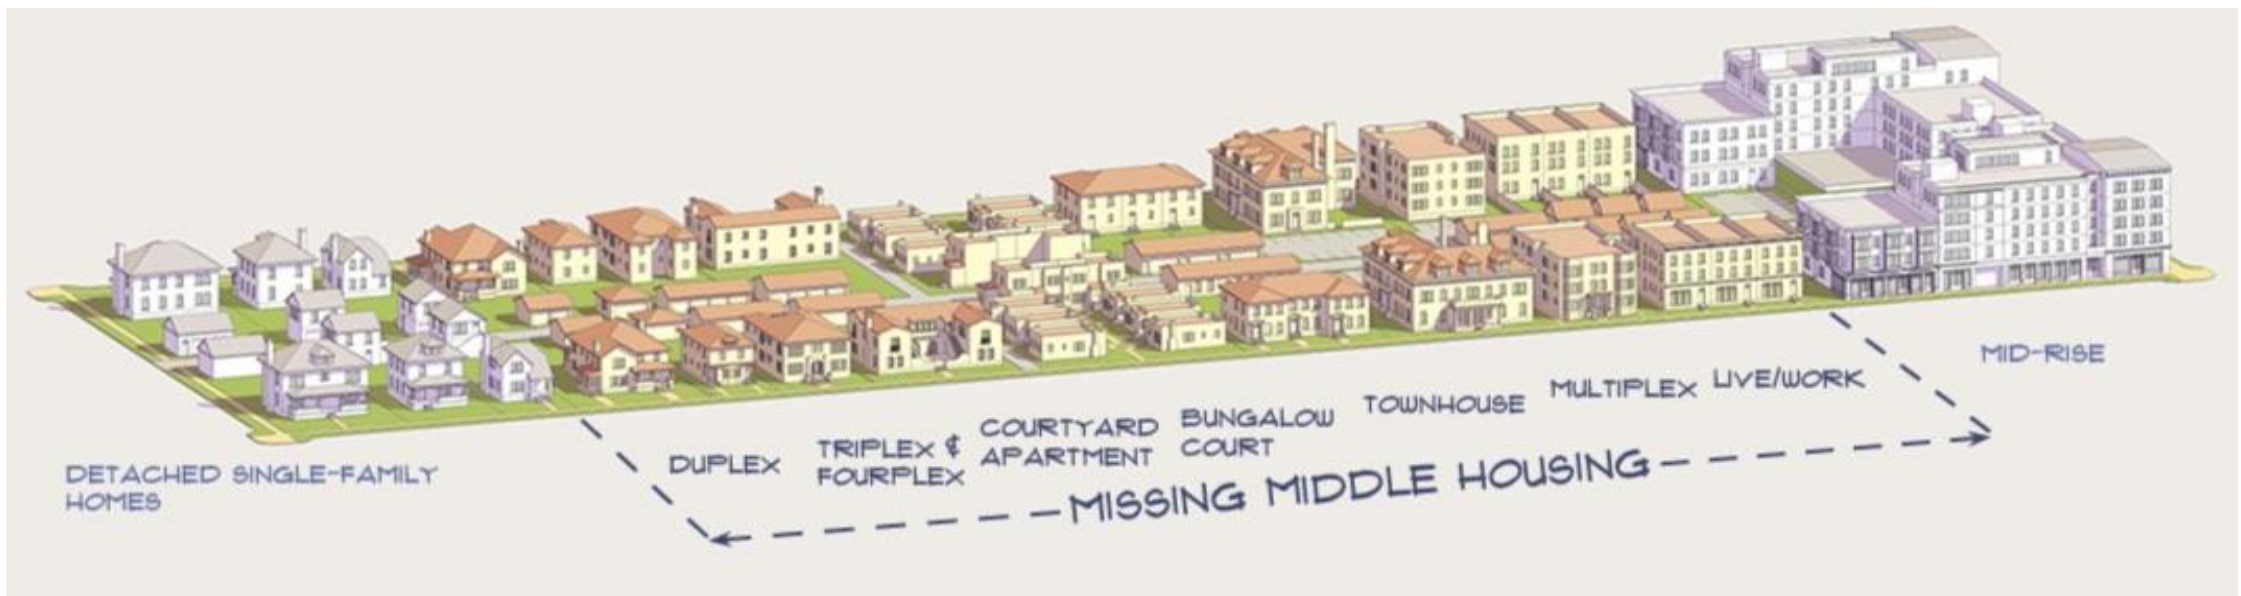 DETACHED SINGLE-FAMILY
HOMES
DUPLEX
TRIPLEX &
FOURPLEX
COURTYARD
APARTMENT
BUNGALOW
COURT
TOWNHOUSE
MULTIPLEX
LIVE/WORK
MID-RISE
MISSING MIDDLE HOUSING